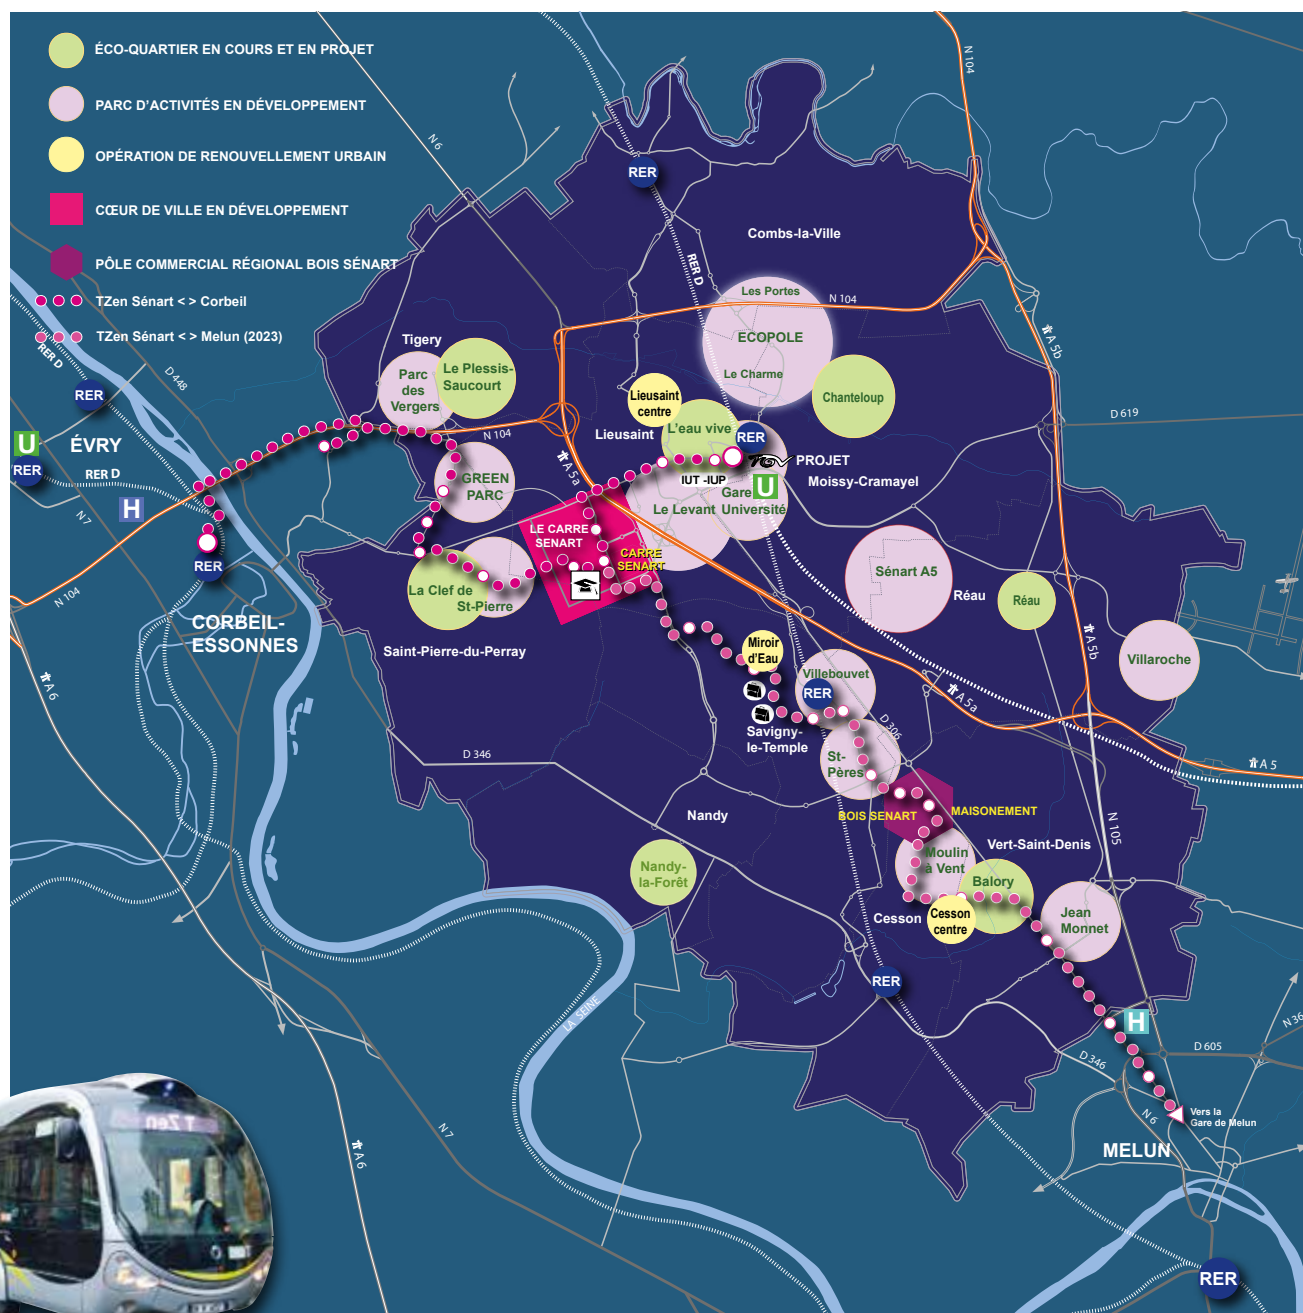 ÉCO-QUARTIER EN COURS ET EN PROJET
PARC D'ACTIVITÉS EN DÉVELOPPEMENT
OPÉRATION DE RENOUVELLEMENT URBAIN
CŒUR DE VILLE EN DÉVELOPPEMENT
PÔLE COMMERCIAL RÉGIONAL BOIS SÉNART
TZen Sénart < > Corbeil
TZen Sénart < > Melun (2023)
N 104
N 6
RER
Combs-la-Ville
RER D
Les Portes
N 104
ECOPOLE
Le Charme
Chanteloup
A 5b
D 619
RER D
D 448
RER
Tigery
Parc
des
Vergers
Le Plessis-
Saucourt
Lieusaint
centre
Lieusaint
L'eau vive
RER
TGV PROJET
Moissy-Cramayel
U
ÉVRY
RER
RER D
H
N 7
N 104
N 104
GREEN
PARC
A 5a
IUT -IUP
Gare
Université
U
Le Levant
LE CARRE
SENART
CARRE
SENART
RER
CORBEIL-
ESSONNES
A 6
La Clef de
St-Pierre
Saint-Pierre-du-Perray
Sénart A5
Réau
Réau
A 5b
Villaroche
Miroir
d'Eau
Villebouvet
RER
Savigny-
le-Temple
D 306
A 5a
A 5
St-
Pères
D 346
Nandy
BOIS SENART
MAISONEMENT
Vert-Saint-Denis
N 105
Nandy-
la-Forêt
Moulin
à Vent
Balory
Cesson
Cesson
centre
Jean
Monnet
RER
LA SEINE
H
N 36
D 605
D 346
N 6
Vers la
Gare de Melun
MELUN
N 7
A 6
TZen
RER